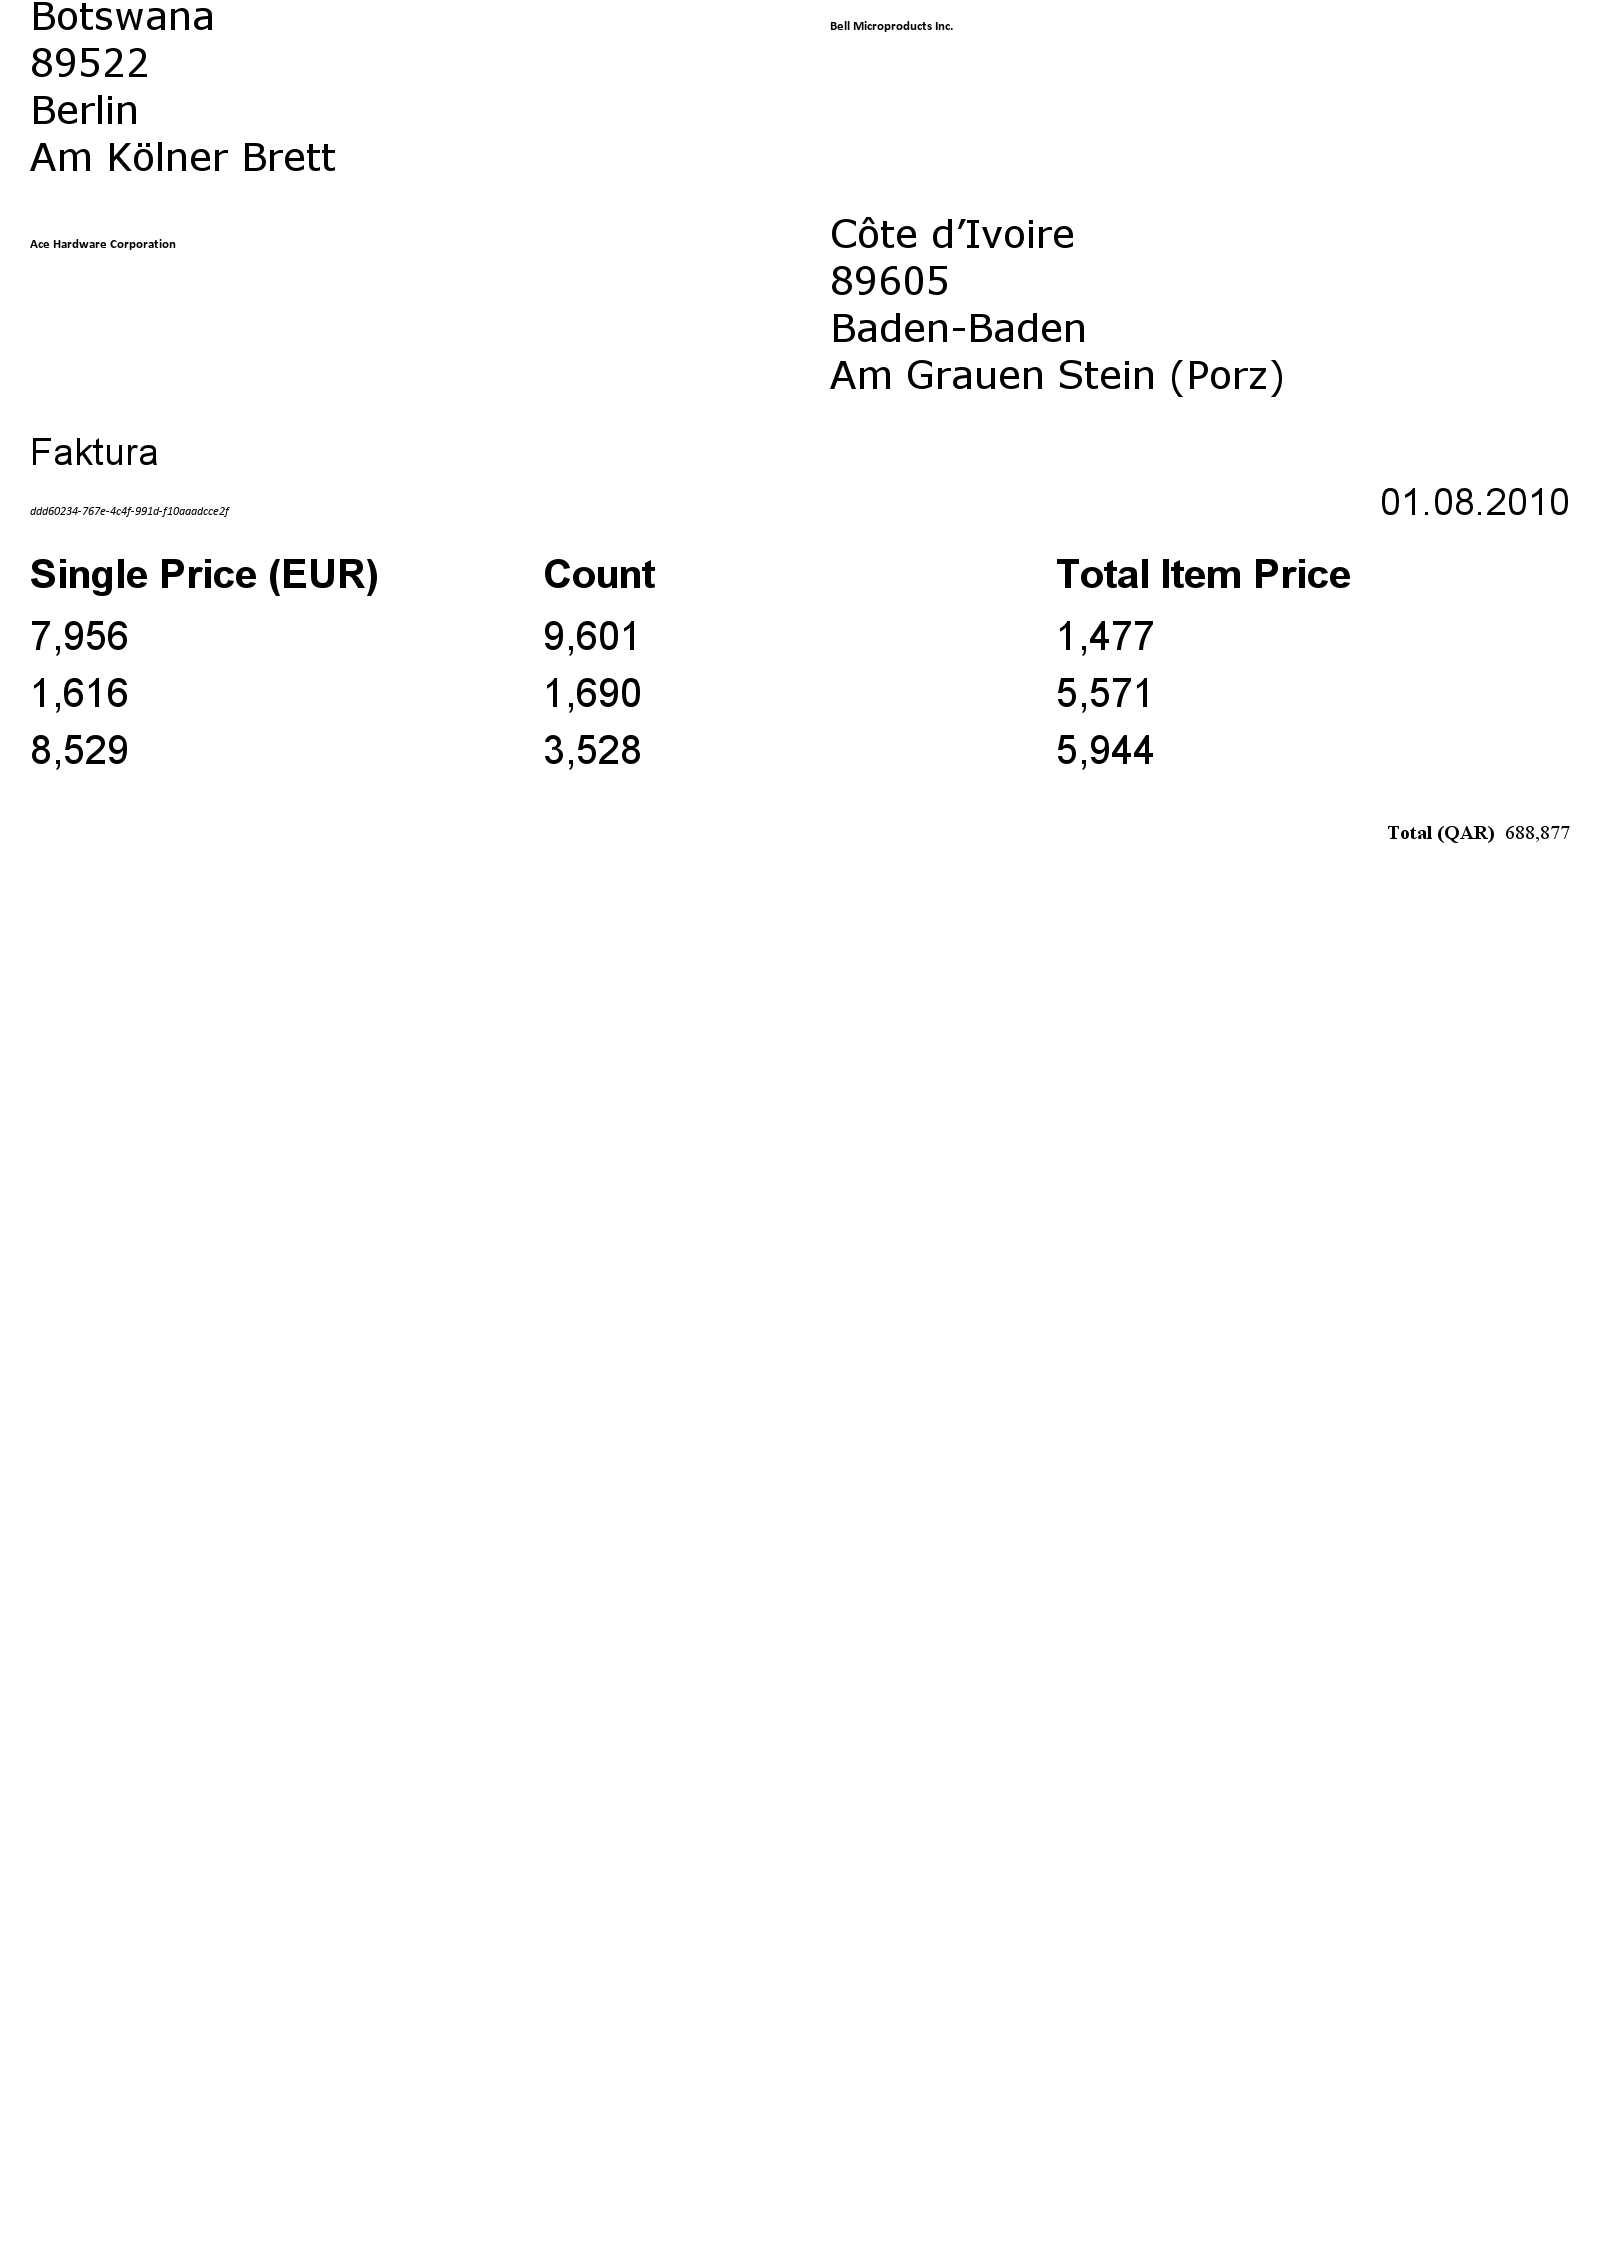 Botswana
89522
Berlin
Am Kölner Brett
Bell Microproducts Inc.
Ace Hardware Corporation
Côte d’Ivoire
89605
Baden-Baden
Am Grauen Stein (Porz)
Faktura
ddd60234-767e-4c4f-991d-f10aaadcce2f
01.08.2010
Single Price (EUR) Count Total Item Price
7,956 9,601 1,477
1,616 1,690 5,571
8,529 3,528 5,944
Total (QAR) 688,877